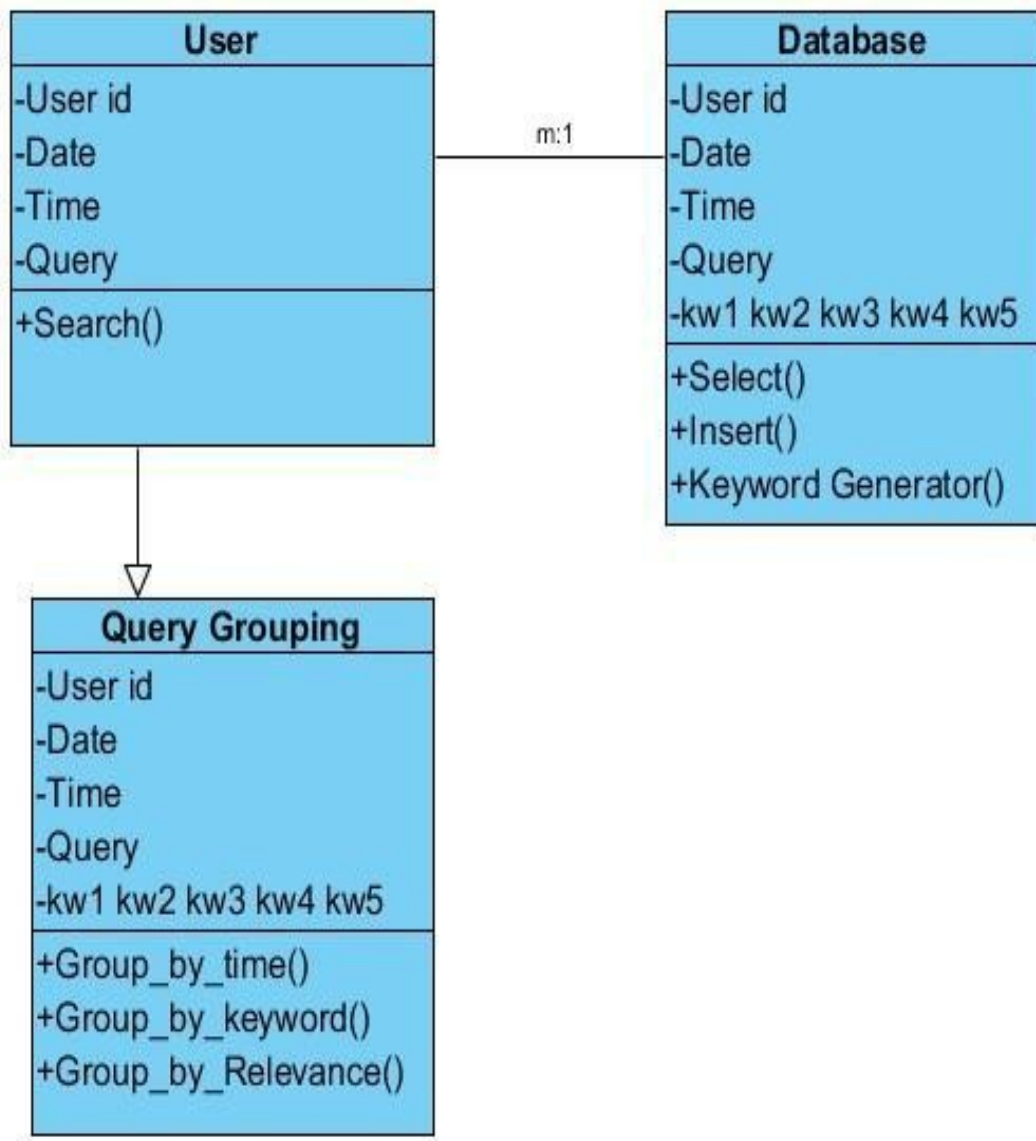 User
-User id
-Date
-Time
-Query
+Search()
m:1
Database
-User id
-Date
-Time
-Query
-kw1 kw2 kw3 kw4 kw5
+Select()
+Insert()
+Keyword Generator()
Query Grouping
-User id
-Date
-Time
-Query
-kw1 kw2 kw3 kw4 kw5
+Group_by_time()
+Group_by_keyword()
+Group_by_Relevance()